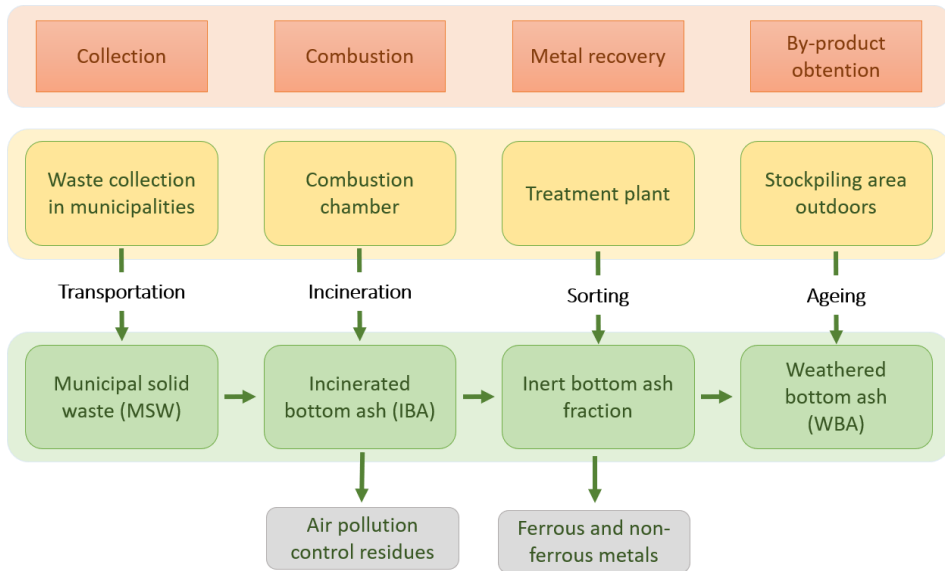 Collection
Combustion
Metal recovery
By-product
obtention
Waste collection
in municipalities
Combustion
chamber
Treatment plant
Stockpiling area
outdoors
Transportation
Incineration
Sorting
Ageing
Municipal solid
waste (MSW)
Incinerated
bottom ash (IBA)
Inert bottom ash
fraction
Weathered
bottom ash
(WBA)
Air pollution
control residues
Ferrous and non-
ferrous metals